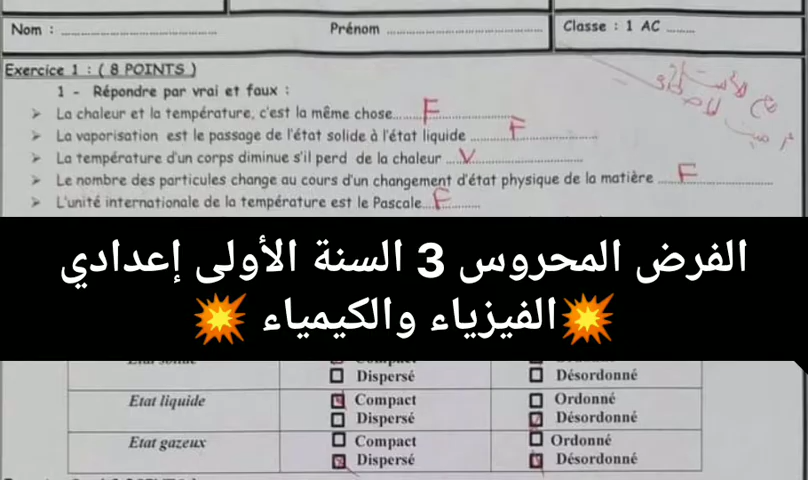 Nom :
Prénom
Classe : 1 AC
Exercice 1 : ( 8 POINTS )
1 - Répondre par vrai et faux :
➢ La chaleur et la température, c'est la même chose...... F
➢ La vaporisation est le passage de l'état solide à l'état liquide ...... F
➢ La température d'un corps diminue s'il perd de la chaleur ...... V
➢ Le nombre des particules change au cours d'un changement d'état physique de la matière ...... F
➢ L'unité internationale de la température est le Pascale...... F
الفرض المحروس 3 السنة الأولى إعدادي
💥الفيزياء والكيمياء 💥
Etat solide Compact Ordonné
Dispersé Désordonné
Etat liquide Compact Ordonné
Dispersé Désordonné
Etat gazeux Compact Ordonné
Dispersé Désordonné